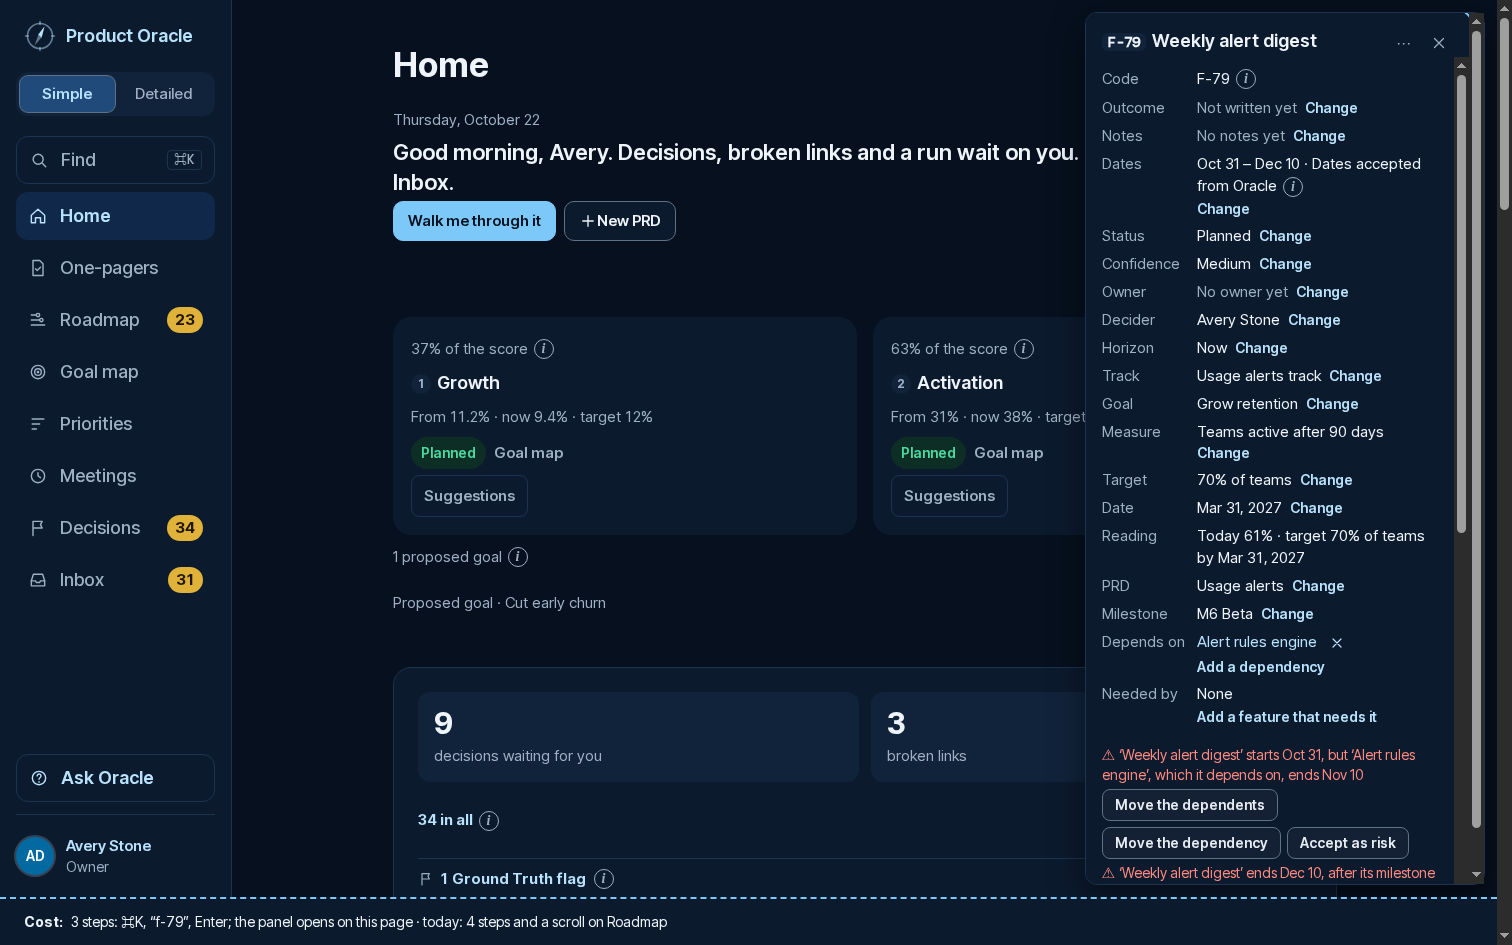 Product Oracle
Simple
Detailed
Find
⌘K
Home
One-pagers
Roadmap
23
Goal map
Priorities
Meetings
Decisions
34
Inbox
31
Ask Oracle
AD
Avery Stone
Owner
Home
Thursday, October 22
Good morning, Avery. Decisions, broken links and a run wait on you.
Inbox.
Walk me through it
+ New PRD
37% of the score i
1 Growth
From 11.2% · now 9.4% · target 12%
Planned Goal map
Suggestions
63% of the score i
2 Activation
From 31% · now 38% · target
Planned Goal map
Suggestions
1 proposed goal i
Proposed goal · Cut early churn
9
decisions waiting for you
3
broken links
34 in all i
1 Ground Truth flag i
F-79 Weekly alert digest
··· ×
Code F-79 i
Outcome Not written yet Change
Notes No notes yet Change
Dates Oct 31 – Dec 10 · Dates accepted
from Oracle i
Change
Status Planned Change
Confidence Medium Change
Owner No owner yet Change
Decider Avery Stone Change
Horizon Now Change
Track Usage alerts track Change
Goal Grow retention Change
Measure Teams active after 90 days
Change
Target 70% of teams Change
Date Mar 31, 2027 Change
Reading Today 61% · target 70% of teams
by Mar 31, 2027
PRD Usage alerts Change
Milestone M6 Beta Change
Depends on Alert rules engine ×
Add a dependency
Needed by None
Add a feature that needs it
⚠ ‘Weekly alert digest’ starts Oct 31, but ‘Alert rules
engine’, which it depends on, ends Nov 10
Move the dependents
Move the dependency Accept as risk
⚠ ‘Weekly alert digest’ ends Dec 10, after its milestone
Cost: 3 steps: ⌘K, “f-79”, Enter; the panel opens on this page · today: 4 steps and a scroll on Roadmap